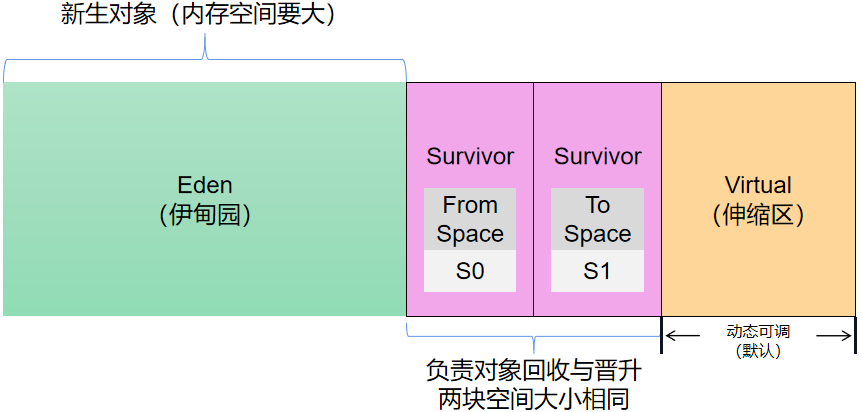 新生对象（内存空间要大）
Eden
（伊甸园）
Survivor
From
Space
S0
Survivor
To
Space
S1
Virtual
（伸缩区）
动态可调
（默认）
负责对象回收与晋升
两块空间大小相同